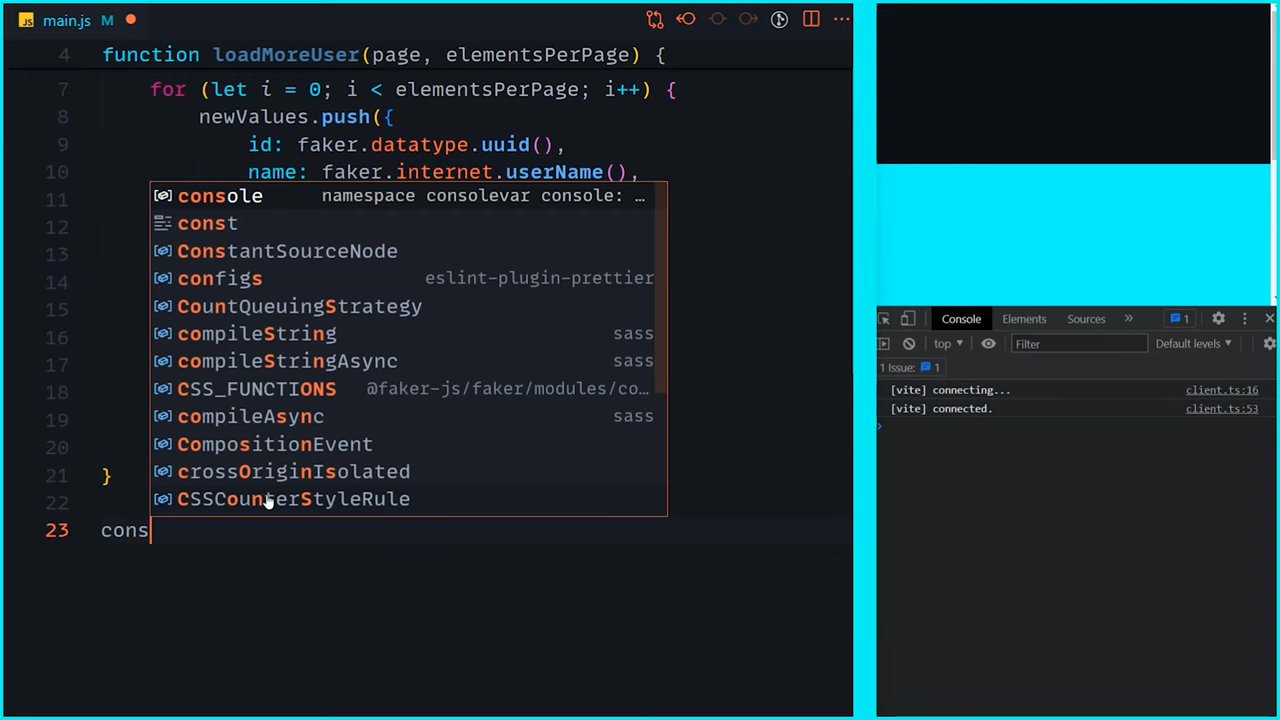 JS main.js M
4 function loadMoreUser(page, elementsPerPage) {
7 for (let i = 0; i < elementsPerPage; i++) {
8 newValues.push({
9 id: faker.datatype.uuid(),
10 name: faker.internet.userName(),
11
12
13
14
15
16
17
18
19
20
21 }
22
23 cons
console namespace consolevar console: …
const
ConstantSourceNode
configs eslint-plugin-prettier
CountQueuingStrategy
compileString sass
compileStringAsync sass
CSS_FUNCTIONS @faker-js/faker/modules/co…
compileAsync sass
CompositionEvent
crossOriginIsolated
CSSCounterStyleRule
Console Elements Sources » 1
top Filter Default levels
1 Issue: 1
[vite] connecting... client.ts:16
[vite] connected. client.ts:53